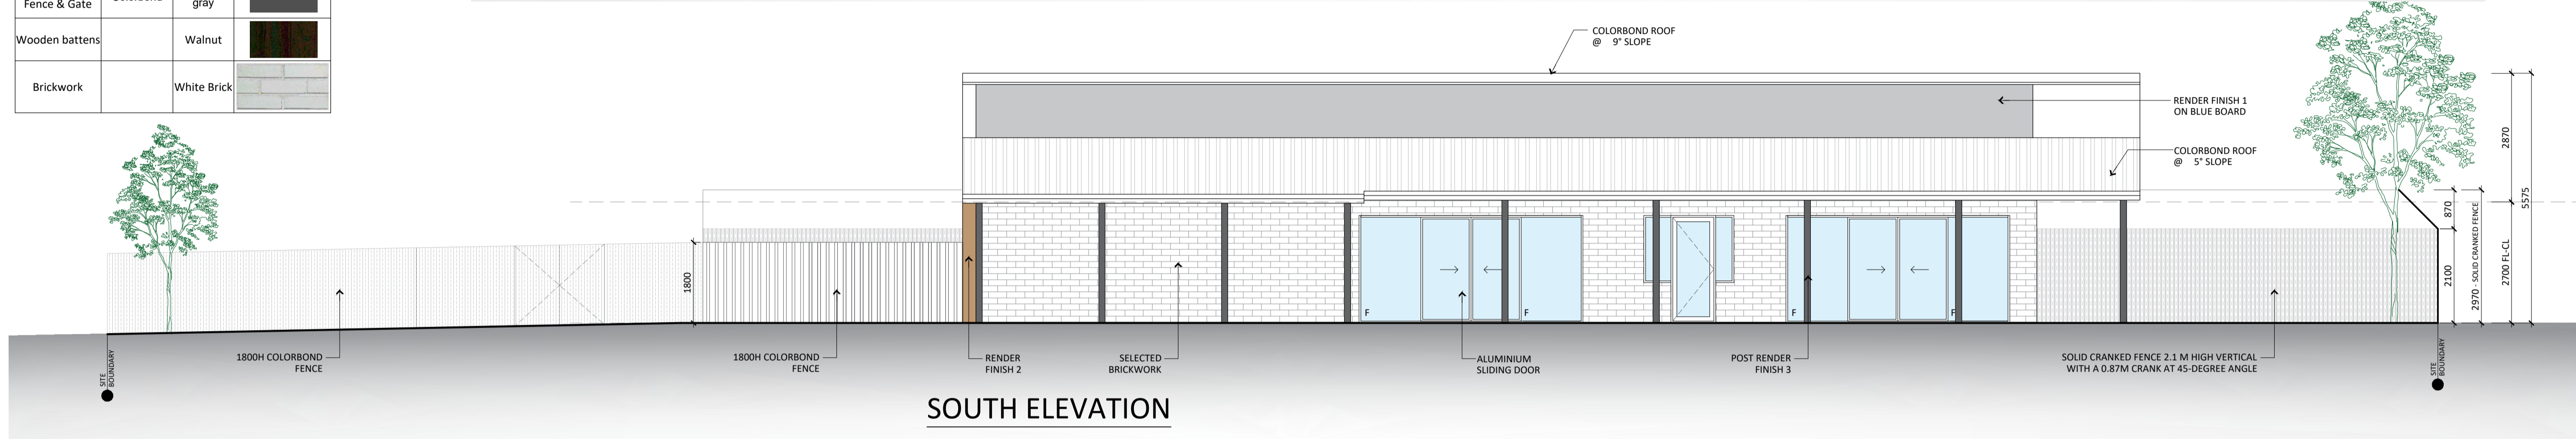 Fence & Gate
gray
Wooden battens
Walnut
Brickwork
White Brick
COLORBOND ROOF
@ 9° SLOPE
RENDER FINISH 1
ON BLUE BOARD
COLORBOND ROOF
@ 5° SLOPE
2870
5575
870
2100
2970 - SOLID CRANKED FENCE
2700 FL-CL
1800
F
F
F
F
SITE
BOUNDARY
1800H COLORBOND
FENCE
1800H COLORBOND
FENCE
RENDER
FINISH 2
SELECTED
BRICKWORK
ALUMINIUM
SLIDING DOOR
POST RENDER
FINISH 3
SOLID CRANKED FENCE 2.1 M HIGH VERTICAL
WITH A 0.87M CRANK AT 45-DEGREE ANGLE
SITE
BOUNDARY
SOUTH ELEVATION